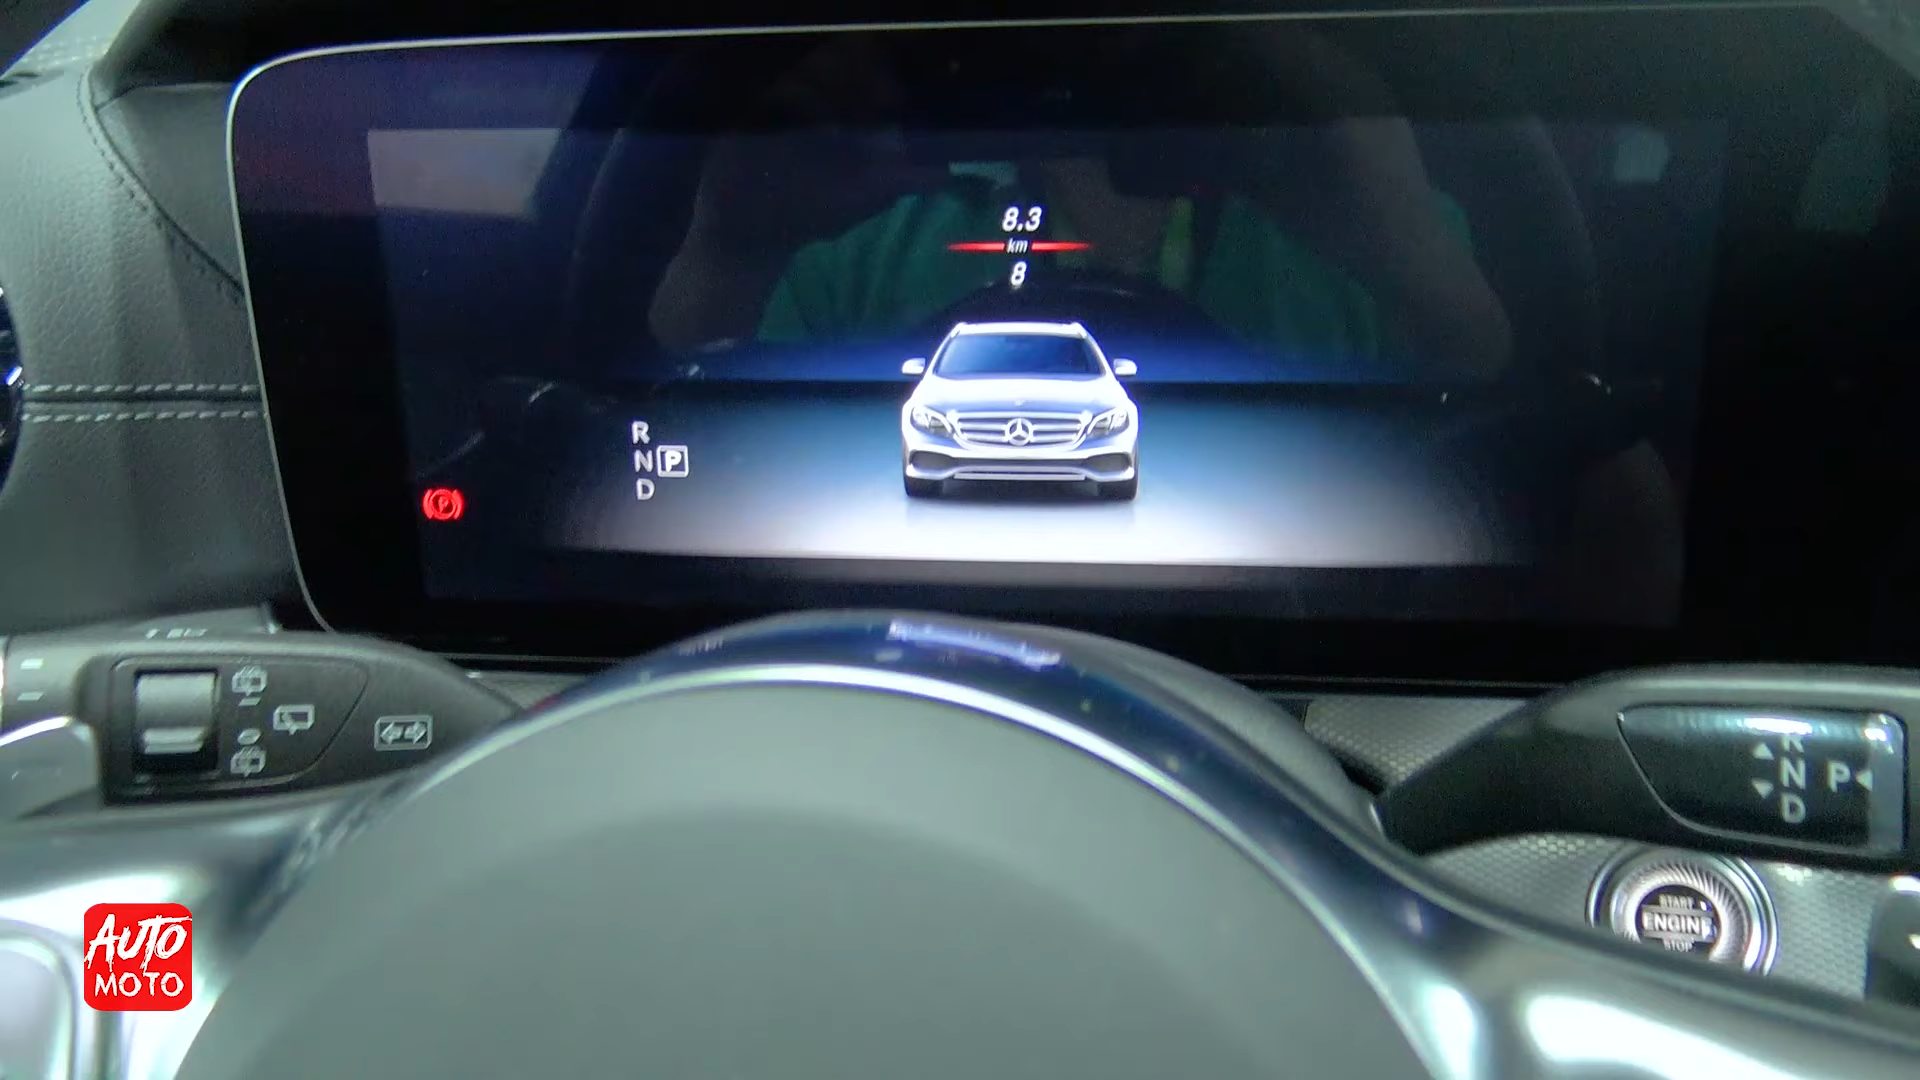 8.3
km
8
R
N P
D
P
R
N P
D
START
ENGINE
STOP
AUTO
MOTO